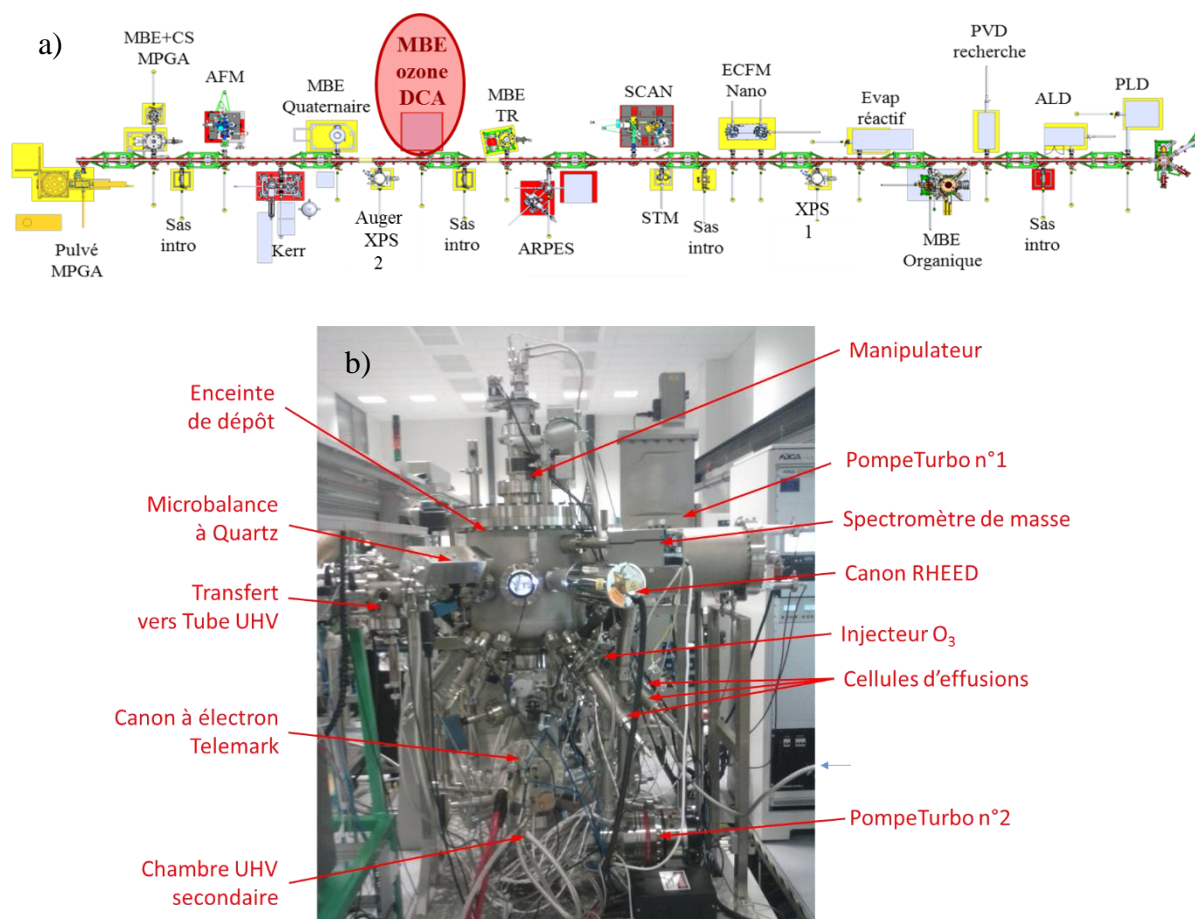 a)
MBE+CS
MPGA
AFM
MBE
Quaternaire
MBE
ozone
DCA
MBE
TR
SCAN
ECFM
Nano
Evap
réactif
PVD
recherche
ALD
PLD
Pulvé
MPGA
Sas
intro
Kerr
Auger
XPS
2
Sas
intro
ARPES
STM
Sas
intro
XPS
1
MBE
Organique
Sas
intro
b)
Enceinte
de dépôt
Microbalance
à Quartz
Transfert
vers Tube UHV
Canon à électron
Telemark
Chambre UHV
secondaire
Manipulateur
PompeTurbo n°1
Spectromètre de masse
Canon RHEED
Injecteur O₃
Cellules d'effusions
PompeTurbo n°2